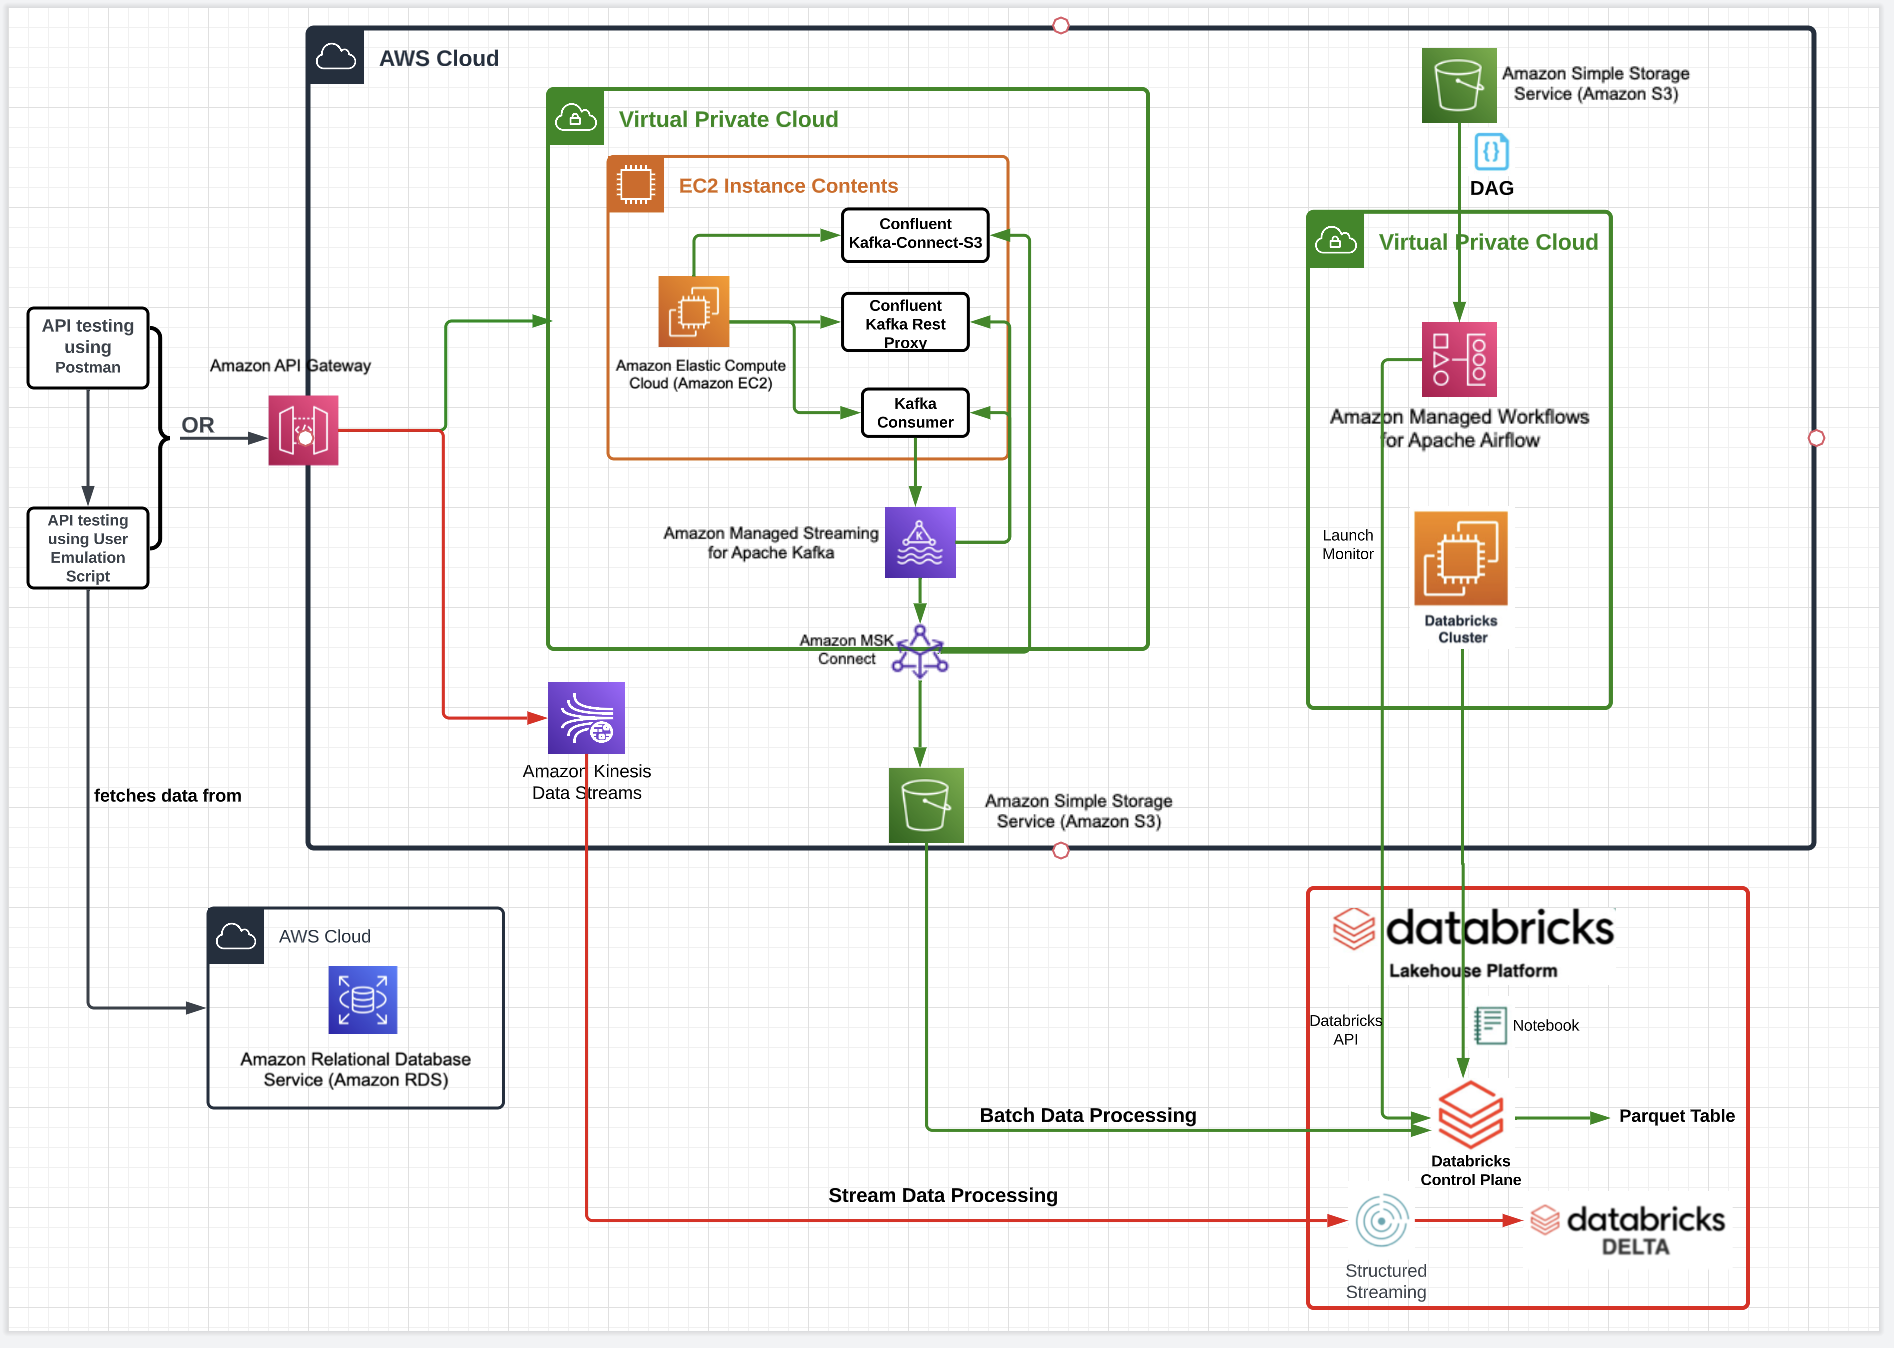 AWS Cloud
Amazon Simple Storage
Service (Amazon S3)
Virtual Private Cloud
{}
DAG
EC2 Instance Contents
Confluent
Kafka-Connect-S3
Virtual Private Cloud
API testing
using
Postman
Confluent
Kafka Rest
Proxy
Amazon API Gateway
Amazon Elastic Compute
Cloud (Amazon EC2)
Kafka
Consumer
Amazon Managed Workflows
for Apache Airflow
OR
API testing
using User
Emulation
Script
Amazon Managed Streaming
for Apache Kafka
K
Launch
Monitor
Databricks
Cluster
Amazon MSK
Connect
Amazon Kinesis
Data Streams
fetches data from
Amazon Simple Storage
Service (Amazon S3)
AWS Cloud
databricks
Lakehouse Platform
Amazon Relational Database
Service (Amazon RDS)
Databricks
API
Notebook
Batch Data Processing
Parquet Table
Databricks
Control Plane
Stream Data Processing
databricks
DELTA
Structured
Streaming